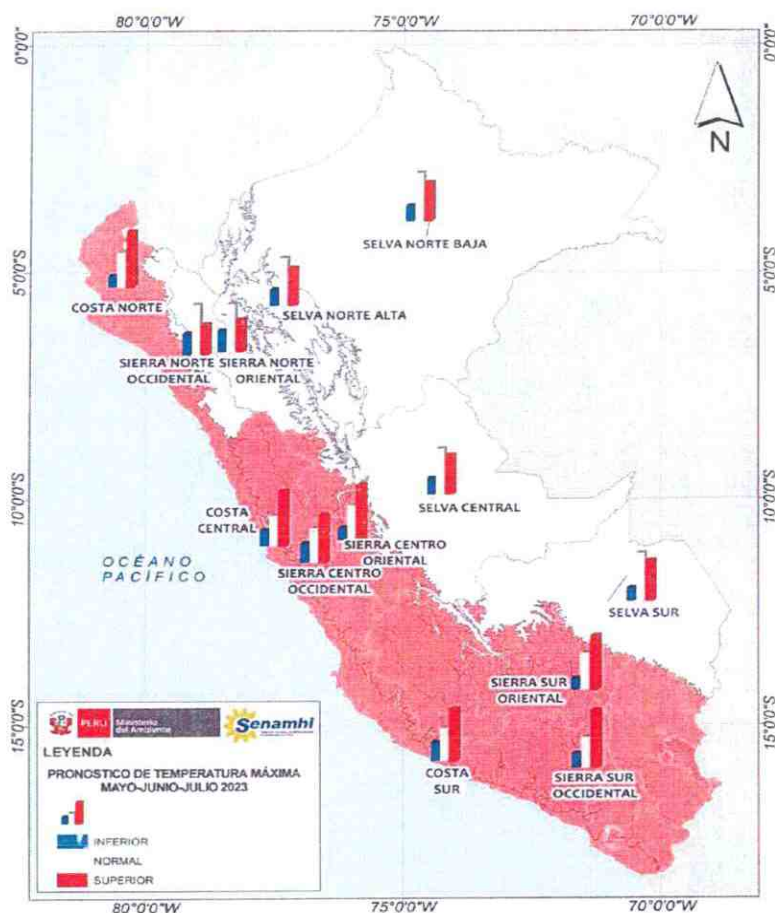 80°0'0"W 75°0'0"W 70°0'0"W
0°0'0" 0°0'0"
N
SELVA NORTE BAJA
5°0'0"S 5°0'0"S
COSTA NORTE
SELVA NORTE ALTA
SIERRA NORTE OCCIDENTAL
SIERRA NORTE ORIENTAL
10°0'0"S 10°0'0"S
SELVA CENTRAL
COSTA CENTRAL
SIERRA CENTRO ORIENTAL
SIERRA CENTRO OCCIDENTAL
OCÉANO
PACÍFICO
SELVA SUR
SIERRA SUR
ORIENTAL
15°0'0"S 15°0'0"S
COSTA
SUR
SIERRA SUR
OCCIDENTAL
PERÚ
Ministerio
del Ambiente
Senamhi
LEYENDA
PRONOSTICO DE TEMPERATURA MÁXIMA
MAYO-JUNIO-JULIO 2023
INFERIOR
NORMAL
SUPERIOR
80°0'0"W 75°0'0"W 70°0'0"W